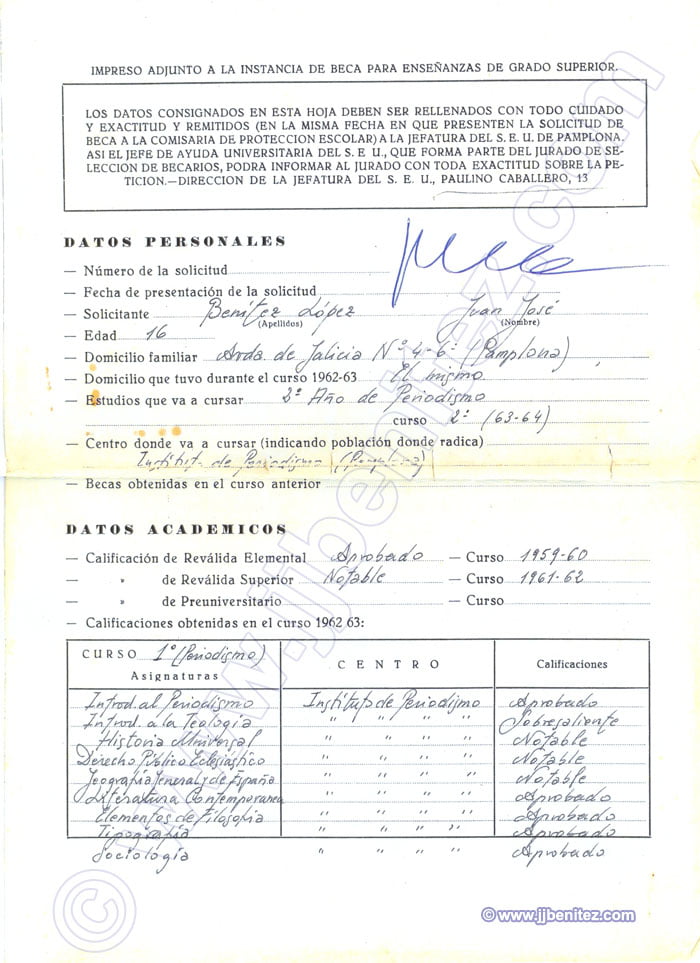 IMPRESO ADJUNTO A LA INSTANCIA DE BECA PARA ENSEÑANZAS DE GRADO SUPERIOR.
LOS DATOS CONSIGNADOS EN ESTA HOJA DEBEN SER RELLENADOS CON TODO CUIDADO
Y EXACTITUD Y REMITIDOS (EN LA MISMA FECHA EN QUE PRESENTEN LA SOLICITUD DE
BECA A LA COMISARIA DE PROTECCION ESCOLAR) A LA JEFATURA DEL S. E. U. DE PAMPLONA.
ASI EL JEFE DE AYUDA UNIVERSITARIA DEL S. E. U., QUE FORMA PARTE DEL JURADO DE SE-
LECCION DE BECARIOS, PODRA INFORMAR AL JURADO CON TODA EXACTITUD SOBRE LA PE-
TICION.—DIRECCION DE LA JEFATURA DEL S. E. U., PAULINO CABALLERO, 13
DATOS PERSONALES
— Número de la solicitud
— Fecha de presentación de la solicitud
— Solicitante Benítez López Juan José
(Apellidos) (Nombre)
— Edad 16
— Domicilio familiar Avda. de Galicia Nº 4-6º (Pamplona)
— Domicilio que tuvo durante el curso 1962-63 El mismo
— Estudios que va a cursar 2º Año de Periodismo
curso 2º (63-64)
— Centro donde va a cursar (indicando población donde radica)
Institut. de Periodismo (Pamplona)
— Becas obtenidas en el curso anterior
DATOS ACADEMICOS
— Calificación de Reválida Elemental Aprobado — Curso 1959-60
— » de Reválida Superior Notable — Curso 1961-62
— » de Preuniversitario — Curso
— Calificaciones obtenidas en el curso 1962 63:
CURSO 1º (Periodismo) CENTRO Calificaciones
Asignaturas
Introd. al Periodismo Instituto de Periodismo Aprobado
Introd. a la Teología " " " " Sobresaliente
Historia Universal " " " " Notable
Derecho Público Eclesiástico " " " " Notable
Geografía General y de España " " " " Notable
Literatura Contemporanea " " " " Aprobado
Elementos de Filosofía " " " " Aprobado
Tipografía " " " " Aprobado
Sociología " " " " Aprobado
© www.jjbenitez.com
© www.jjbenitez.com